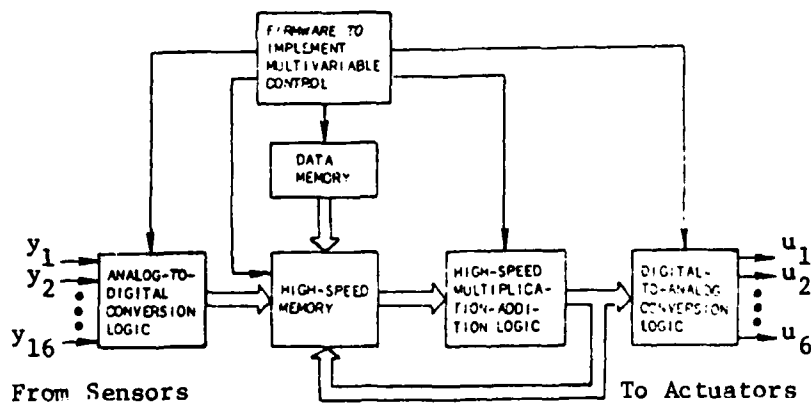 FIRMWARE TO
IMPLEMENT
MULTIVARIABLE
CONTROL
DATA
MEMORY
y1
y2
y16
ANALOG-TO-
DIGITAL
CONVERSION
LOGIC
HIGH-SPEED
MEMORY
HIGH-SPEED
MULTIPLICA-
TION-ADDI-
TION LOGIC
DIGITAL-
TO-ANALOG
CONVERSION
LOGIC
u1
u2
u6
From Sensors
To Actuators